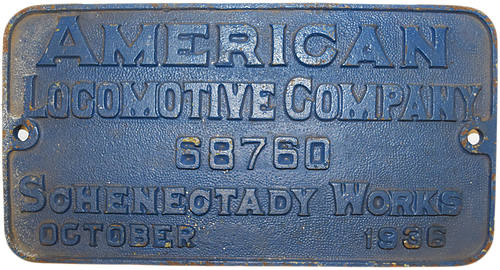 AMERICAN
LOCOMOTIVE COMPANY
68760
SCHENECTADY WORKS
OCTOBER 1936